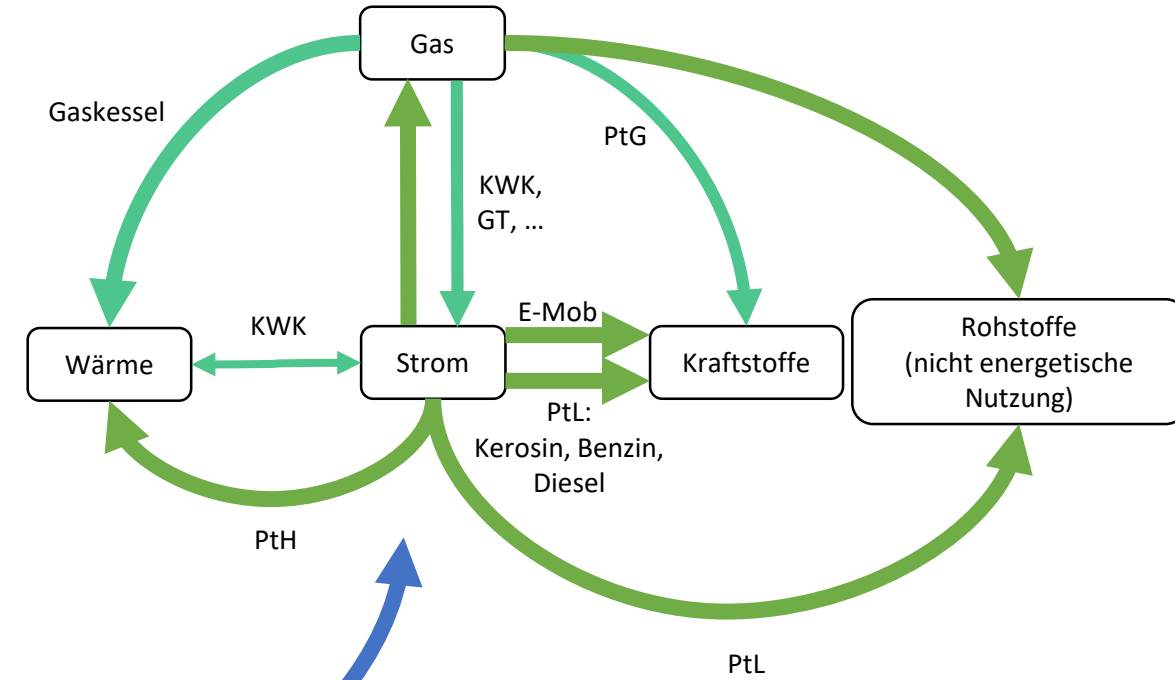 Gas
Gaskessel
PtG
KWK,
GT, ...
E-Mob
KWK
Wärme
Strom
Kraftstoffe
Rohstoffe
(nicht energetische
Nutzung)
PtL:
Kerosin, Benzin,
Diesel
PtH
PtL